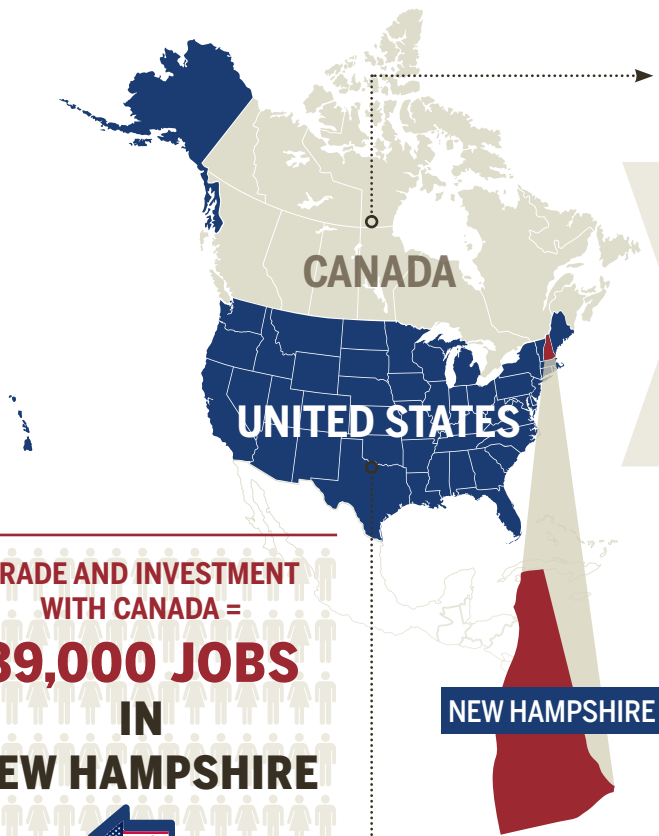 CANADA
UNITED STATES
RADE AND INVESTMENT
WITH CANADA =
39,000 JOBS
IN
EW HAMPSHIRE
NEW HAMPSHIRE